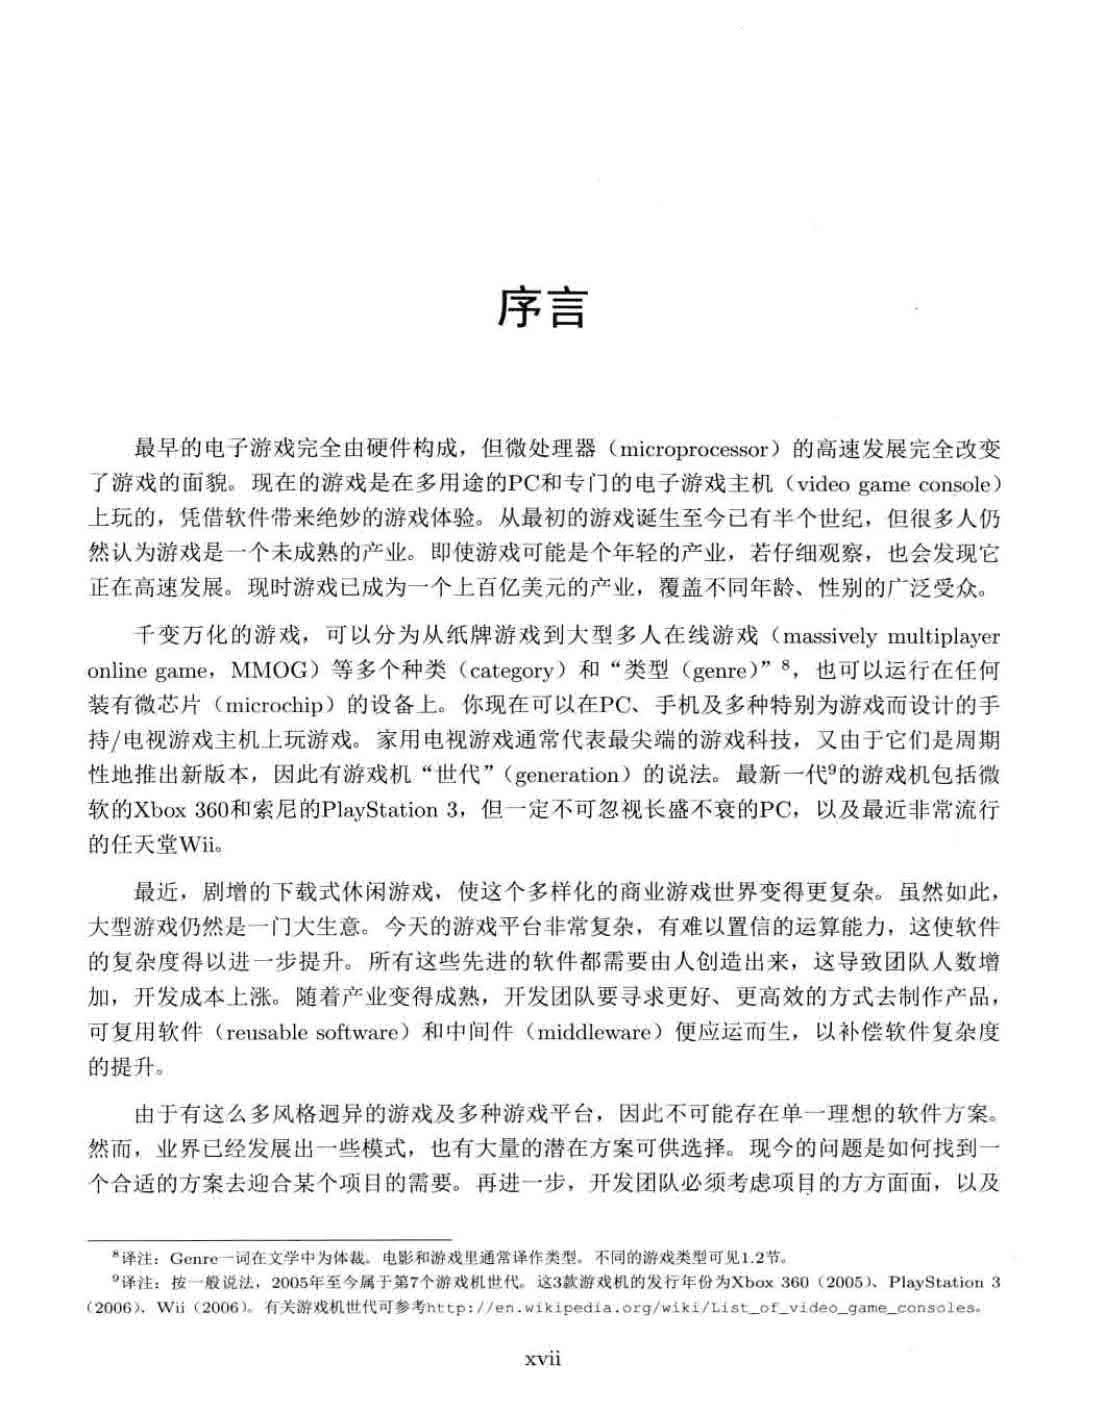 序言
最早的电子游戏完全由硬件构成，但微处理器（microprocessor）的高速发展完全改变
了游戏的面貌。现在的游戏是在多用途的PC和专门的电子游戏主机（video game console）
上玩的，凭借软件带来绝妙的游戏体验。从最初的游戏诞生至今已有半个世纪，但很多人仍
然认为游戏是一个未成熟的产业。即使游戏可能是个年轻的产业，若仔细观察，也会发现它
正在高速发展。现时游戏已成为一个上百亿美元的产业，覆盖不同年龄、性别的广泛受众。
千变万化的游戏，可以分为从纸牌游戏到大型多人在线游戏（massively multiplayer
online game，MMOG）等多个种类（category）和“类型（genre）”⁸，也可以运行在任何
装有微芯片（microchip）的设备上。你现在可以在PC、手机及多种特别为游戏而设计的手
持/电视游戏主机上玩游戏。家用电视游戏通常代表最尖端的游戏科技，又由于它们是周期
性地推出新版本，因此有游戏机“世代”（generation）的说法。最新一代⁹的游戏机包括微
软的Xbox 360和索尼的PlayStation 3，但一定不可忽视长盛不衰的PC，以及最近非常流行
的任天堂Wii。
最近，剧增的下载式休闲游戏，使这个多样化的商业游戏世界变得更复杂。虽然如此，
大型游戏仍然是一门大生意。今天的游戏平台非常复杂，有难以置信的运算能力，这使软件
的复杂度得以进一步提升。所有这些先进的软件都需要由人创造出来，这导致团队人数增
加，开发成本上涨。随着产业变得成熟，开发团队要寻求更好、更高效的方式去制作产品，
可复用软件（reusable software）和中间件（middleware）便应运而生，以补偿软件复杂度
的提升。
由于有这么多风格迥异的游戏及多种游戏平台，因此不可能存在单一理想的软件方案。
然而，业界已经发展出一些模式，也有大量的潜在方案可供选择。现今的问题是如何找到一
个合适的方案去迎合某个项目的需要。再进一步，开发团队必须考虑项目的方方面面，以及
⁸译注：Genre一词在文学中为体裁。电影和游戏里通常译作类型。不同的游戏类型可见1.2节。
⁹译注：按一般说法，2005年至今属于第7个游戏机世代。这3款游戏机的发行年份为Xbox 360（2005）、PlayStation 3
（2006）、Wii（2006）。有关游戏机世代可参考http://en.wikipedia.org/wiki/List_of_video_game_consoles。
xvii